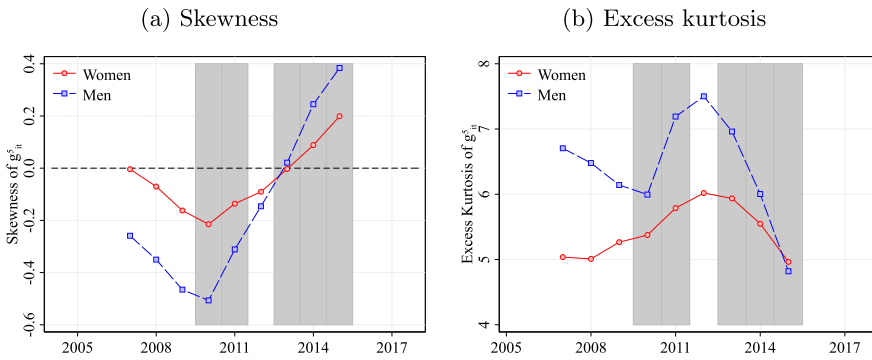 (a) Skewness
(b) Excess kurtosis
Skewness of g⁵ᵢₜ
0.4
0.2
0.0
-0.2
-0.4
-0.6
Women
Men
2005 2008 2011 2014 2017
Excess Kurtosis of g⁵ᵢₜ
8
7
6
5
4
Women
Men
2005 2008 2011 2014 2017